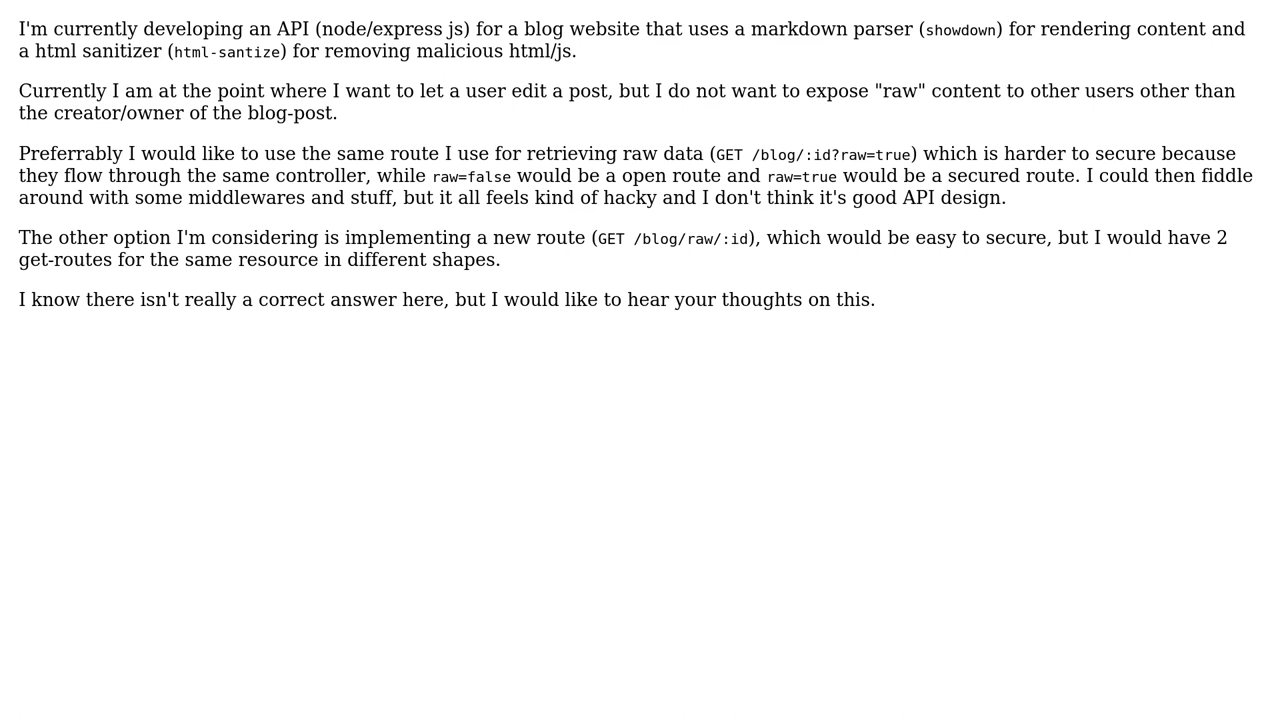 I'm currently developing an API (node/express js) for a blog website that uses a markdown parser (showdown) for rendering content and
a html sanitizer (html-santize) for removing malicious html/js.
Currently I am at the point where I want to let a user edit a post, but I do not want to expose "raw" content to other users other than
the creator/owner of the blog-post.
Preferrably I would like to use the same route I use for retrieving raw data (GET /blog/:id?raw=true) which is harder to secure because
they flow through the same controller, while raw=false would be a open route and raw=true would be a secured route. I could then fiddle
around with some middlewares and stuff, but it all feels kind of hacky and I don't think it's good API design.
The other option I'm considering is implementing a new route (GET /blog/raw/:id), which would be easy to secure, but I would have 2
get-routes for the same resource in different shapes.
I know there isn't really a correct answer here, but I would like to hear your thoughts on this.